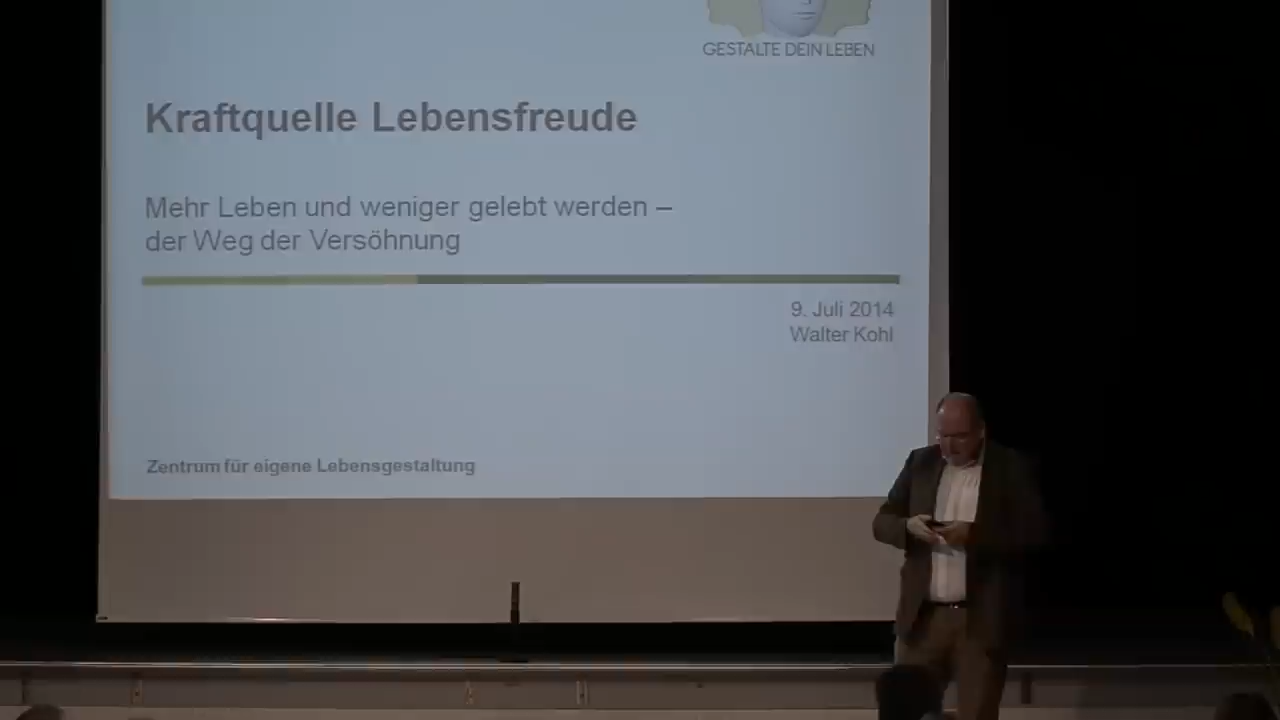 GESTALTE DEIN LEBEN
Kraftquelle Lebensfreude
Mehr Leben und weniger gelebt werden –
der Weg der Versöhnung
9. Juli 2014
Walter Kohl
Zentrum für eigene Lebensgestaltung